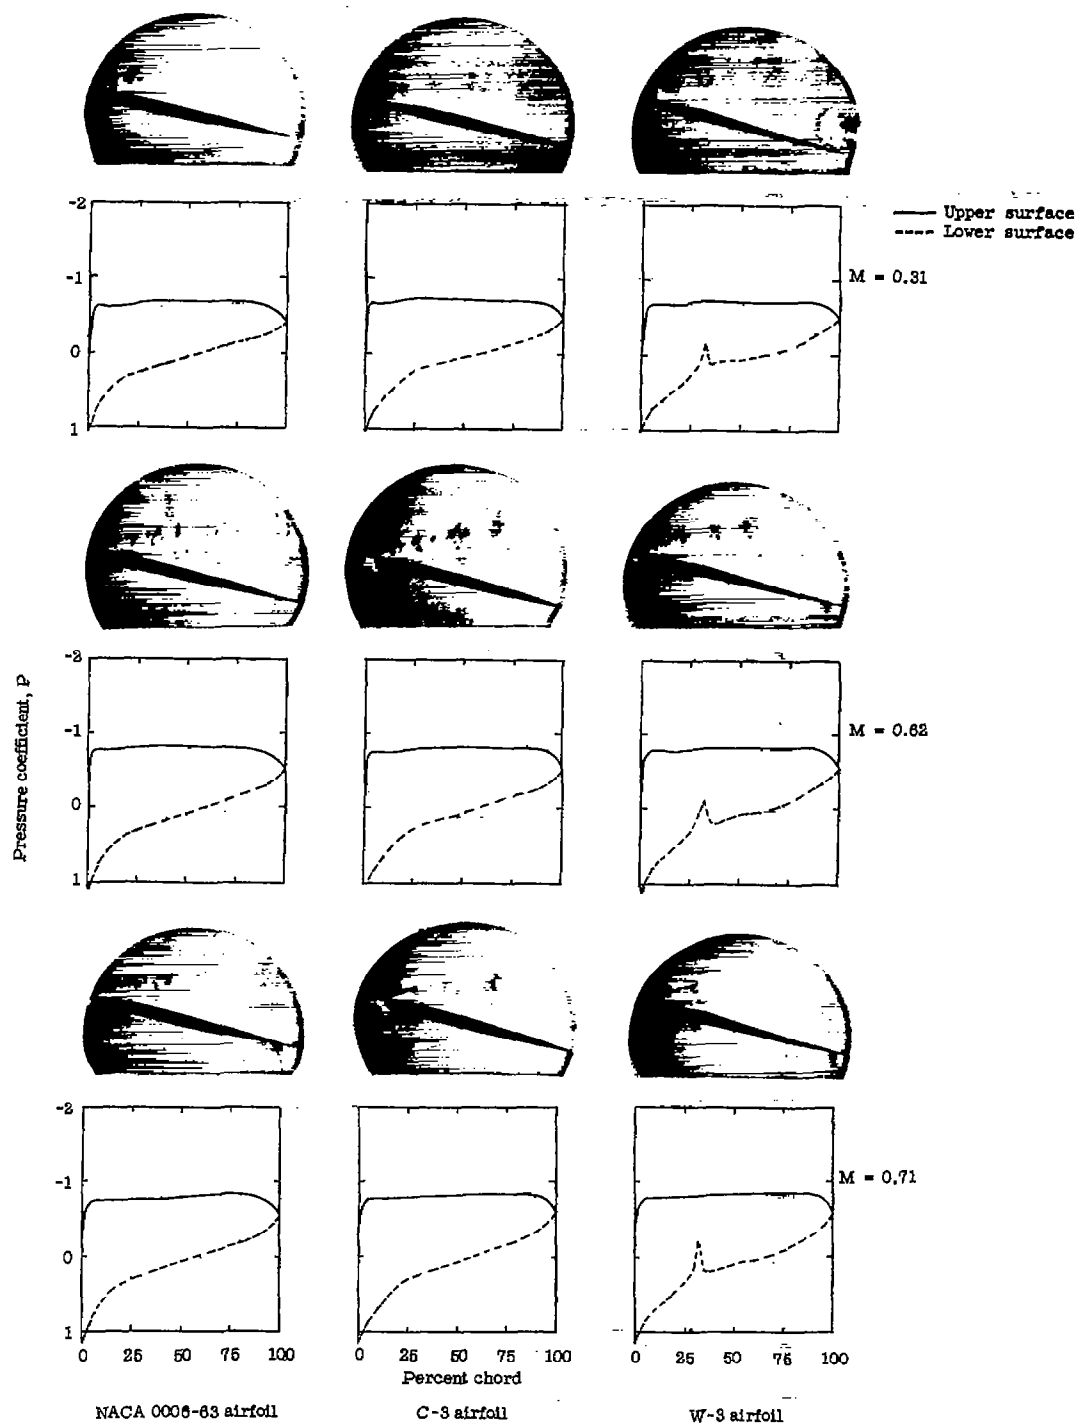 Upper surface
Lower surface
-2
-1
0
1
M = 0.31
Pressure coefficient, P
-2
-1
0
1
M = 0.62
-2
-1
0
1
M = 0.71
0 25 50 75 100
0 25 50 75 100
0 25 50 75 100
Percent chord
NACA 0006-63 airfoil
C-3 airfoil
W-3 airfoil